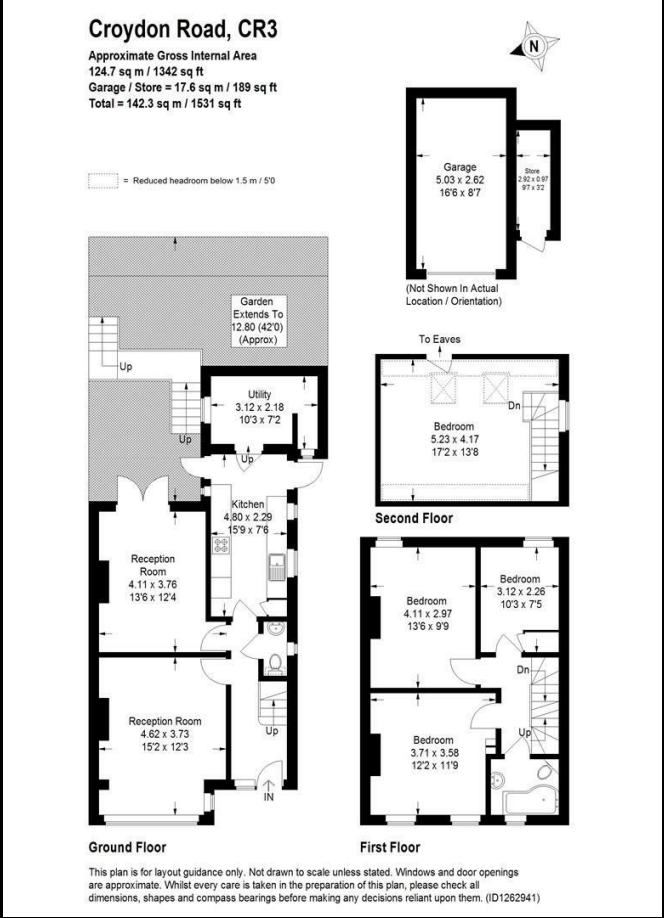 Croydon Road, CR3
Approximate Gross Internal Area
124.7 sq m / 1342 sq ft
Garage / Store = 17.6 sq m / 189 sq ft
Total = 142.3 sq m / 1531 sq ft
N
= Reduced headroom below 1.5 m / 5'0
Garage
5.03 x 2.62
16'6 x 8'7
Store
2.92 x 0.97
9'7 x 3'2
(Not Shown In Actual
Location / Orientation)
Garden
Extends To
12.80 (42'0)
(Approx)
Up
Up
Utility
3.12 x 2.18
10'3 x 7'2
Up
Kitchen
4.80 x 2.29
15'9 x 7'6
Reception
Room
4.11 x 3.76
13'6 x 12'4
Reception Room
4.62 x 3.73
15'2 x 12'3
Up
IN
Ground Floor
To Eaves
Dn
Bedroom
5.23 x 4.17
17'2 x 13'8
Second Floor
Bedroom
4.11 x 2.97
13'6 x 9'9
Bedroom
3.12 x 2.26
10'3 x 7'5
Dn
Up
Bedroom
3.71 x 3.58
12'2 x 11'9
First Floor
This plan is for layout guidance only. Not drawn to scale unless stated. Windows and door openings
are approximate. Whilst every care is taken in the preparation of this plan, please check all
dimensions, shapes and compass bearings before making any decisions reliant upon them. (ID1262941)